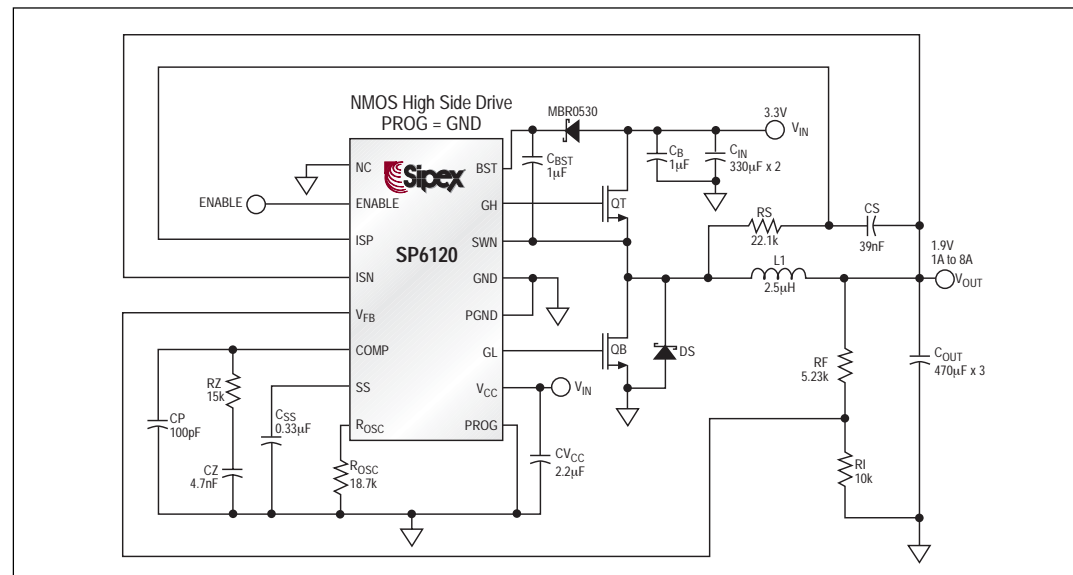 NMOS High Side Drive
PROG = GND
MBR0530
3.3V
VIN
CBST
1µF
CB
1µF
CIN
330µF x 2
NC
ENABLE
ENABLE
ISP
ISN
VFB
COMP
SS
ROSC
Sipex
SP6120
BST
GH
SWN
GND
PGND
GL
VCC
PROG
QT
QB
DS
RS
22.1k
CS
39nF
L1
2.5µH
1.9V
1A to 8A
VOUT
RF
5.23k
COUT
470µF x 3
RI
10k
VIN
CVCC
2.2µF
RZ
15k
CP
100pF
CZ
4.7nF
CSS
0.33µF
ROSC
18.7k